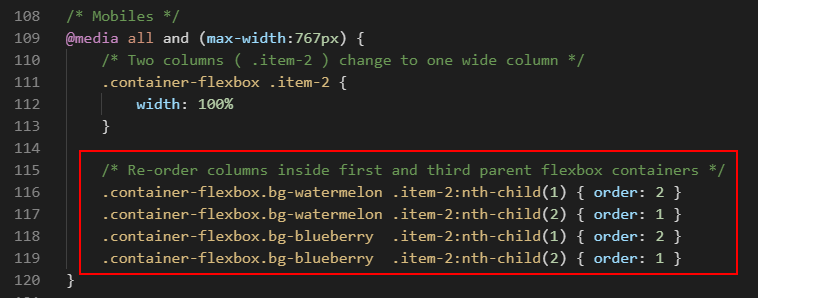 108 /* Mobiles */
109 @media all and (max-width:767px) {
110 /* Two columns ( .item-2 ) change to one wide column */
111 .container-flexbox .item-2 {
112 width: 100%
113 }
114
115 /* Re-order columns inside first and third parent flexbox containers */
116 .container-flexbox.bg-watermelon .item-2:nth-child(1) { order: 2 }
117 .container-flexbox.bg-watermelon .item-2:nth-child(2) { order: 1 }
118 .container-flexbox.bg-blueberry  .item-2:nth-child(1) { order: 2 }
119 .container-flexbox.bg-blueberry  .item-2:nth-child(2) { order: 1 }
120 }